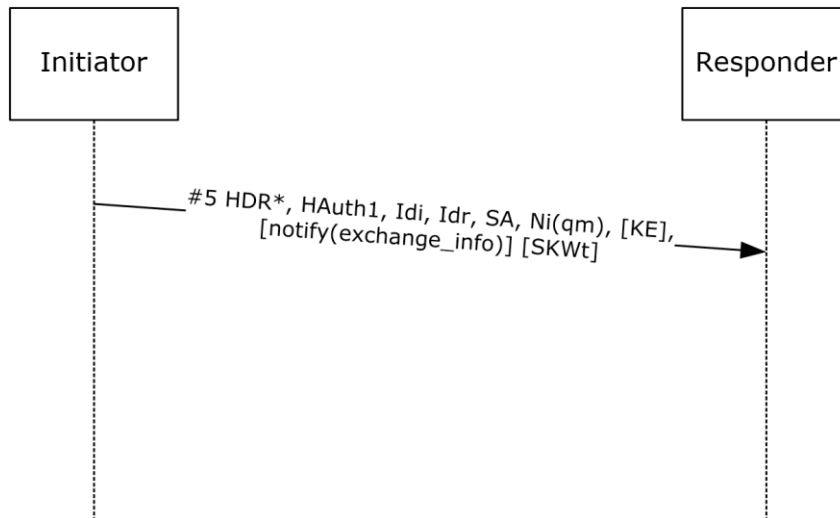 Initiator
Responder
#5 HDR*, HAuth1, Idi, Idr, SA, Ni(qm), [KE],
[notify(exchange_info)] [SKWt]